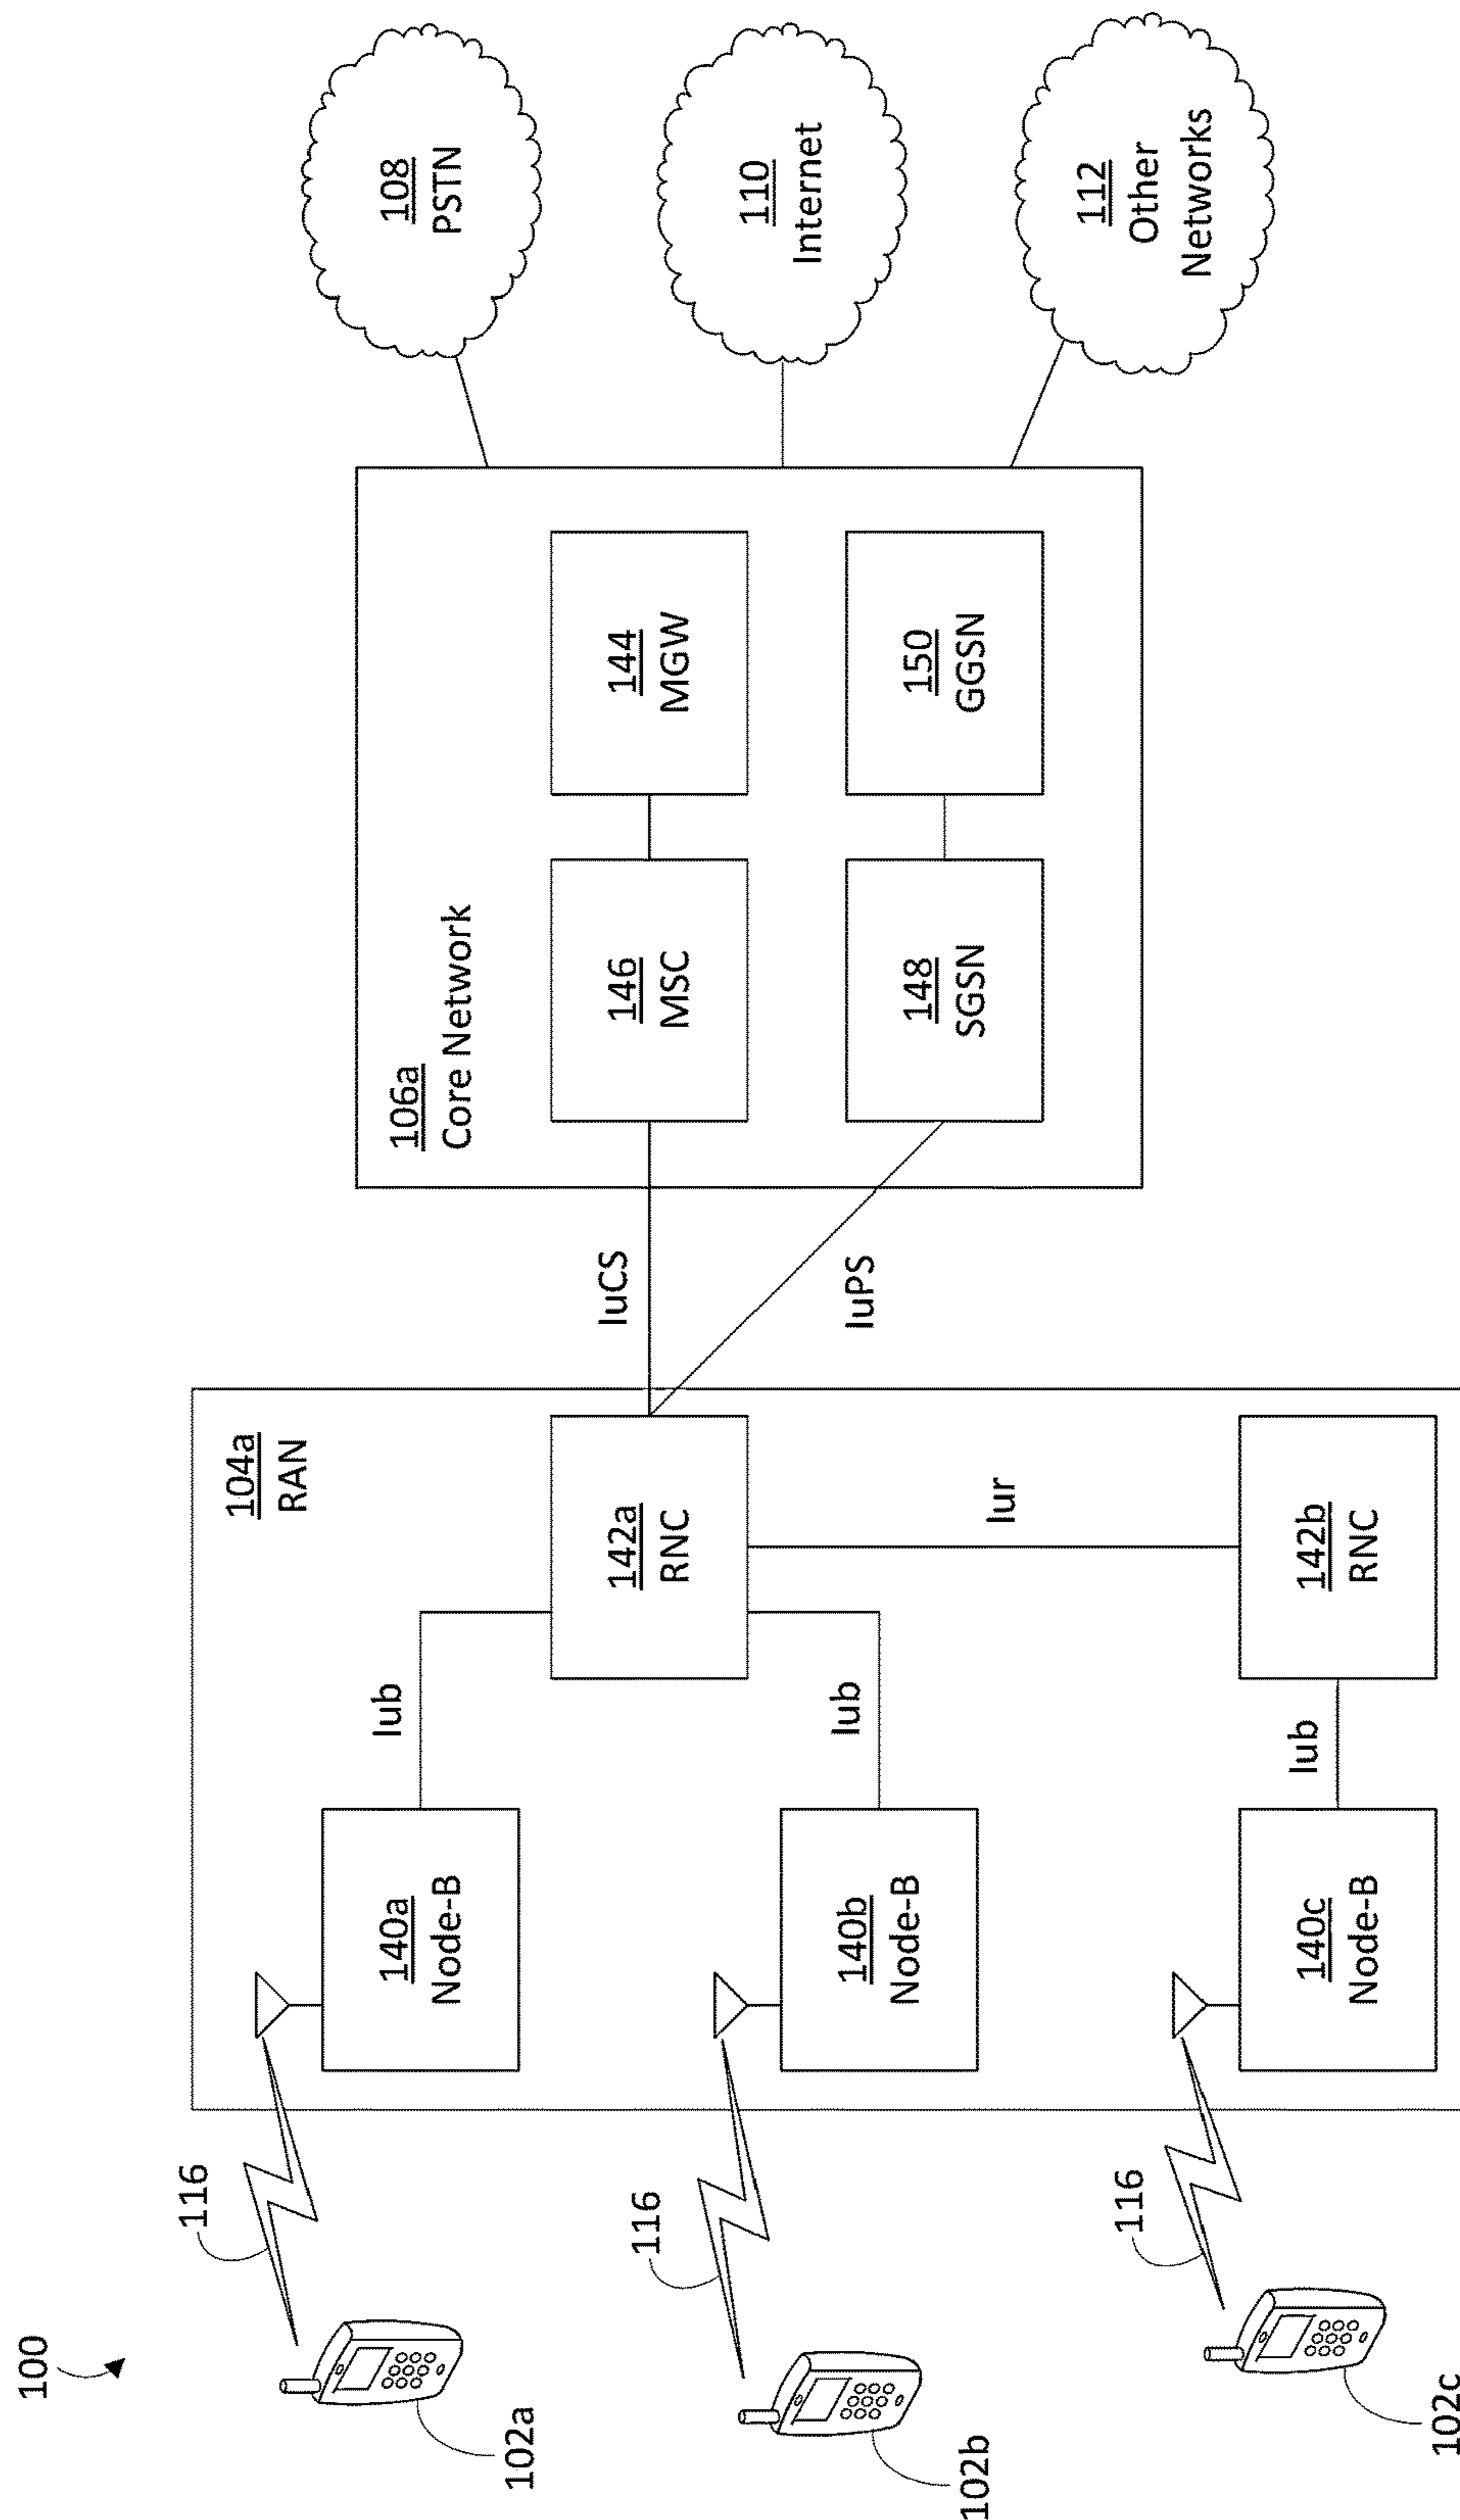 100
102a
116
140a
Node-B
Iub
104a
RAN
142a
RNC
IuCS
106a
Core Network
146
MSC
144
MGW
108
PSTN
102b
116
140b
Node-B
Iub
IuPS
148
SGSN
150
GGSN
110
Internet
Iur
102c
116
140c
Node-B
Iub
142b
RNC
112
Other
Networks